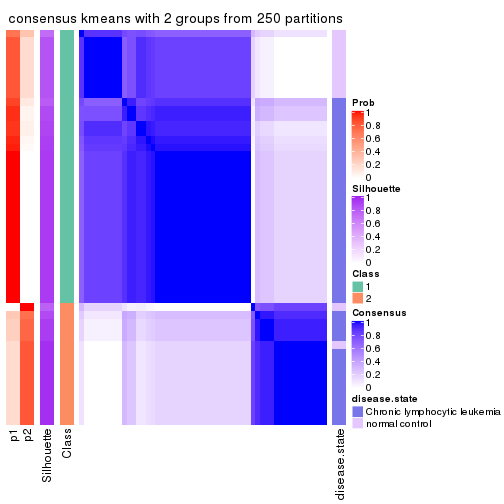 consensus kmeans with 2 groups from 250 partitions
Prob
1
0.8
0.6
0.4
0.2
0
Silhouette
1
0.8
0.6
0.4
0.2
0
Class
1
2
Consensus
1
0.8
0.6
0.4
0.2
0
disease.state
Chronic lymphocytic leukemia
normal control
p1
p2
Silhouette
Class
disease.state